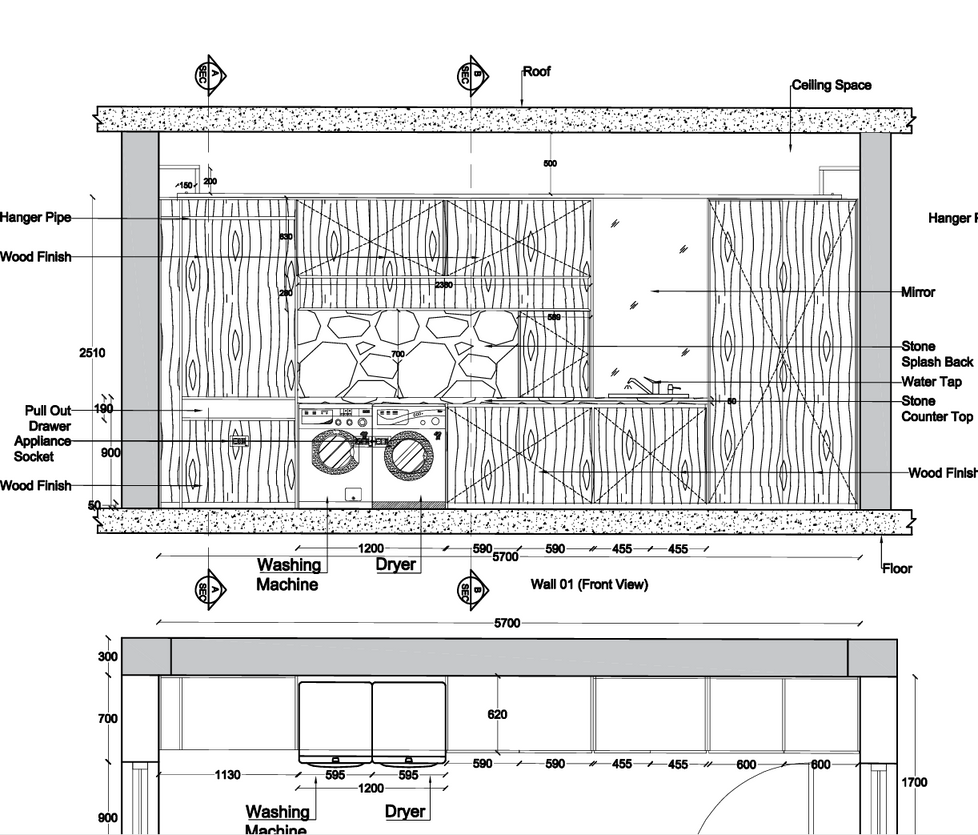 A
SEC
B
SEC
Roof
Ceiling Space
500
150
200
Hanger Pipe
Hanger P
630
Wood Finish
2380
280
Mirror
589
Stone
Splash Back
2510
700
Water Tap
Stone
Counter Top
190
50
Pull Out
Drawer
Appliance
Socket
900
Wood Finish
Wood Finish
50
1200
590
590
455
455
5700
Washing
Machine
Dryer
Floor
Wall 01 (Front View)
A
SEC
B
SEC
5700
300
700
620
590
590
455
455
600
600
1130
595
595
1200
1700
900
Washing
Machine
Dryer